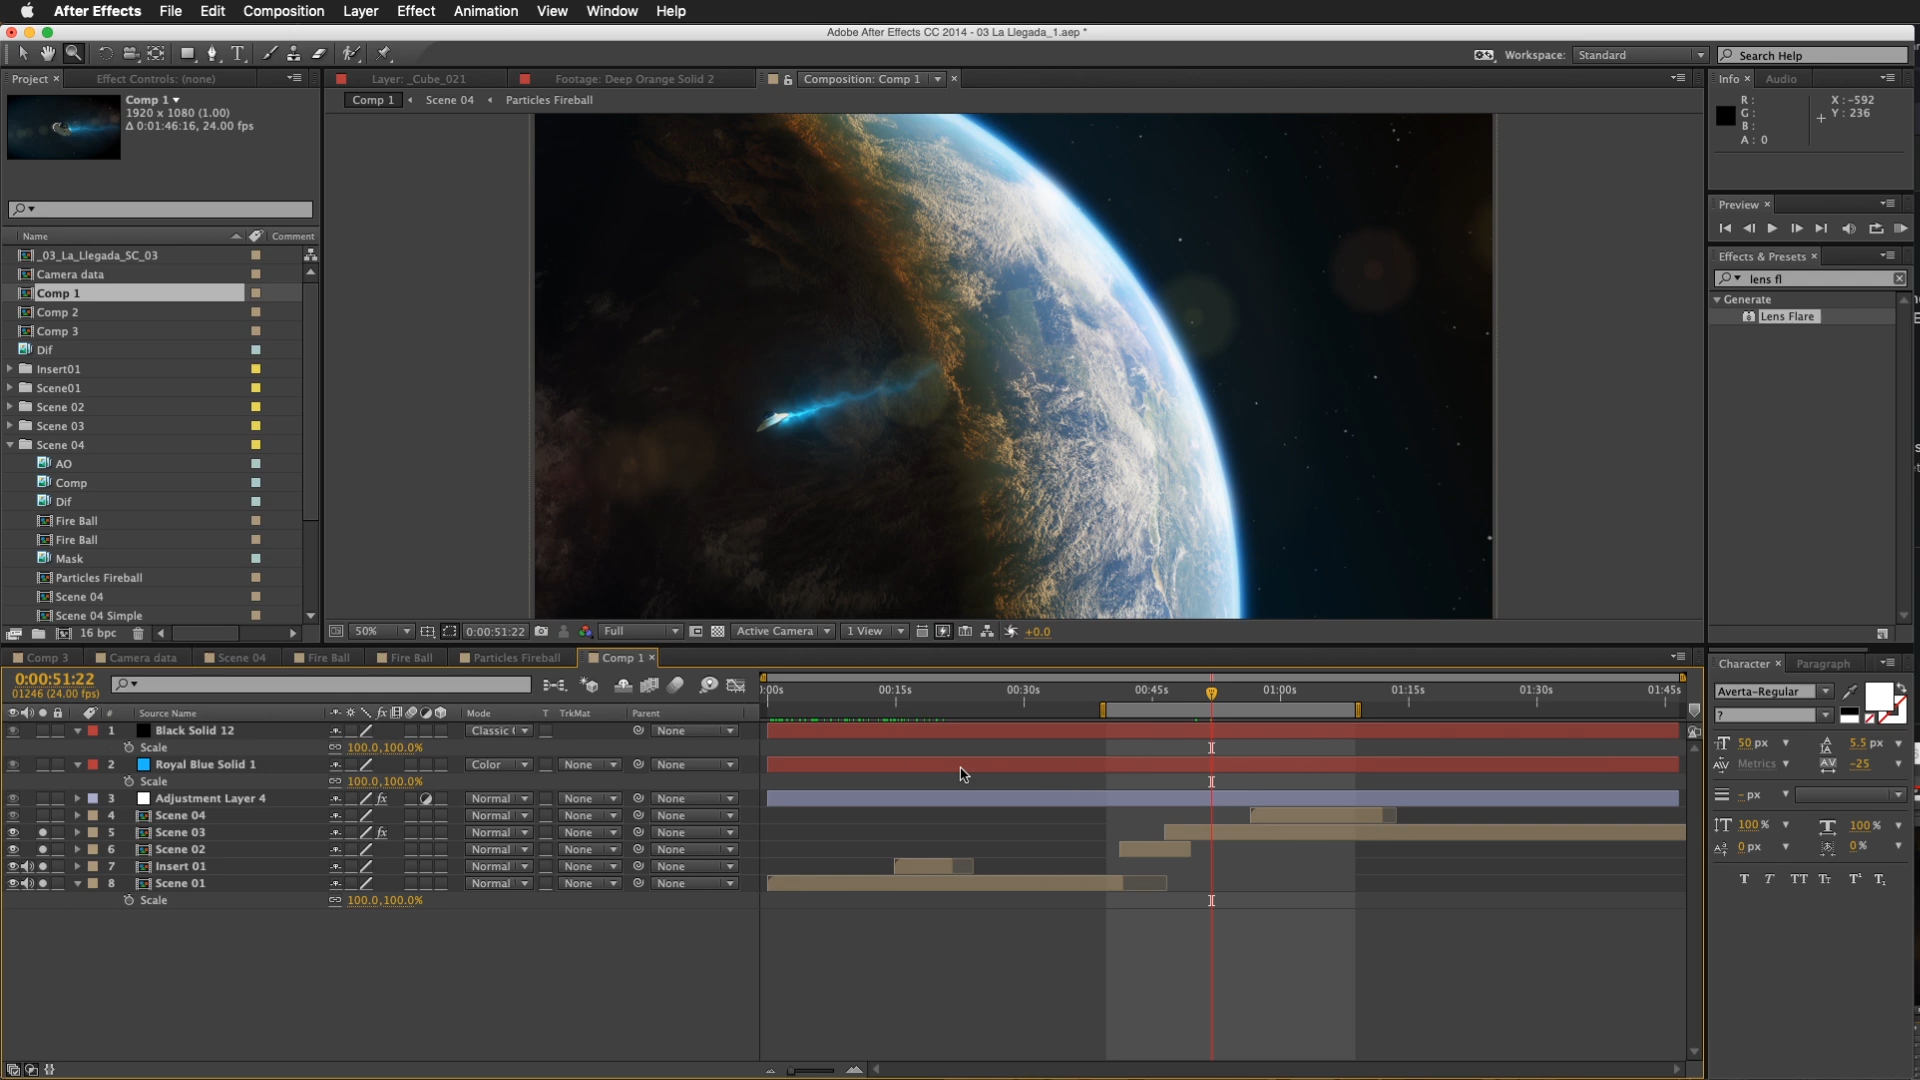 After Effects File Edit Composition Layer Effect Animation View Window Help
Adobe After Effects CC 2014 - 03 La Llegada_1.aep *
Workspace: Standard
Search Help
Project × Effect Controls: (none)
Layer: _Cube_021
Footage: Deep Orange Solid 2
Composition: Comp 1 ×
Info × Audio
Comp 1
1920 x 1080 (1.00)
Δ 0:01:46:16, 24.00 fps
Comp 1 Scene 04 Particles Fireball
R:
G:
B:
A: 0
X: -592
Y: 236
Preview ×
Effects & Presets ×
lens fl
Generate
Lens Flare
Name Comment
_03_La_Llegada_SC_03
Camera data
Comp 1
Comp 2
Comp 3
Dif
Insert01
Scene01
Scene 02
Scene 03
Scene 04
AO
Comp
Dif
Fire Ball
Fire Ball
Mask
Particles Fireball
Scene 04
Scene 04 Simple
16 bpc
50% 0:00:51:22 Full Active Camera 1 View +0.0
Comp 3 Camera data Scene 04 Fire Ball Fire Ball Particles Fireball Comp 1 ×
0:00:51:22
01246 (24.00 fps)
:00s 00:15s 00:30s 00:45s 01:00s 01:15s 01:30s 01:45s
# Source Name fx Mode T TrkMat Parent
1 Black Solid 12 Classic ( None
Scale 100.0,100.0%
2 Royal Blue Solid 1 Color None None
Scale 100.0,100.0%
3 Adjustment Layer 4 fx Normal None None
4 Scene 04 Normal None None
5 Scene 03 fx Normal None None
6 Scene 02 Normal None None
7 Insert 01 Normal None None
8 Scene 01 Normal None None
Scale 100.0,100.0%
Character × Paragraph
Averta-Regular
?
50 px 5.5 px
Metrics -25
- px
100% 100%
0 px 0%
T T TT Tт T¹ T₁